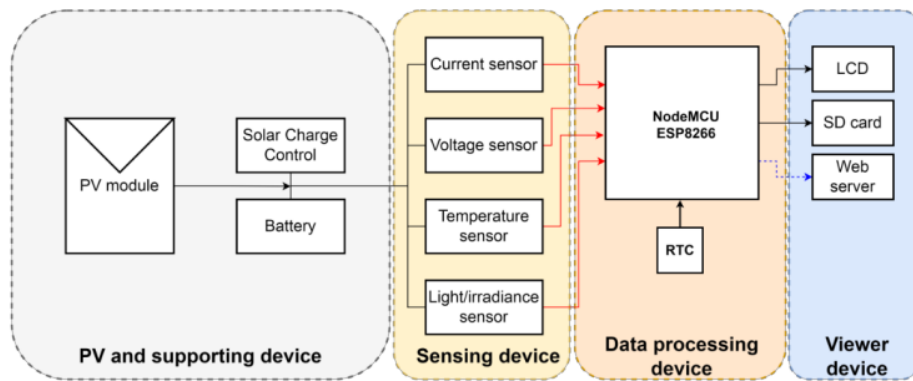 PV module
Solar Charge
Control
Battery
PV and supporting device
Current sensor
Voltage sensor
Temperature
sensor
Light/irradiance
sensor
Sensing device
NodeMCU
ESP8266
RTC
Data processing
device
LCD
SD card
Web
server
Viewer
device